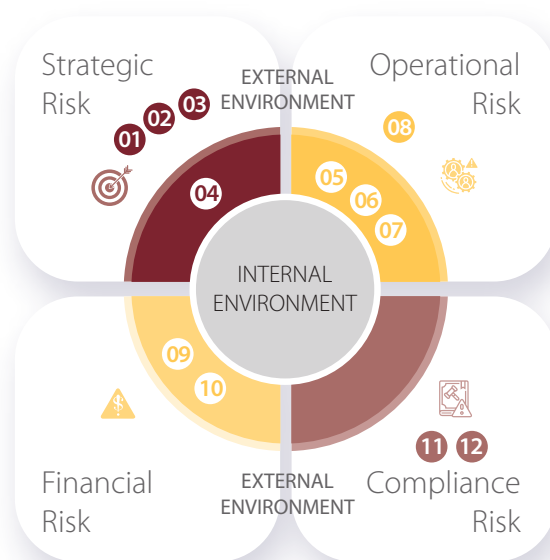 Strategic
Risk
EXTERNAL
ENVIRONMENT
Operational
Risk
01
02
03
04
05
06
07
08
INTERNAL
ENVIRONMENT
09
10
11
12
Financial
Risk
EXTERNAL
ENVIRONMENT
Compliance
Risk